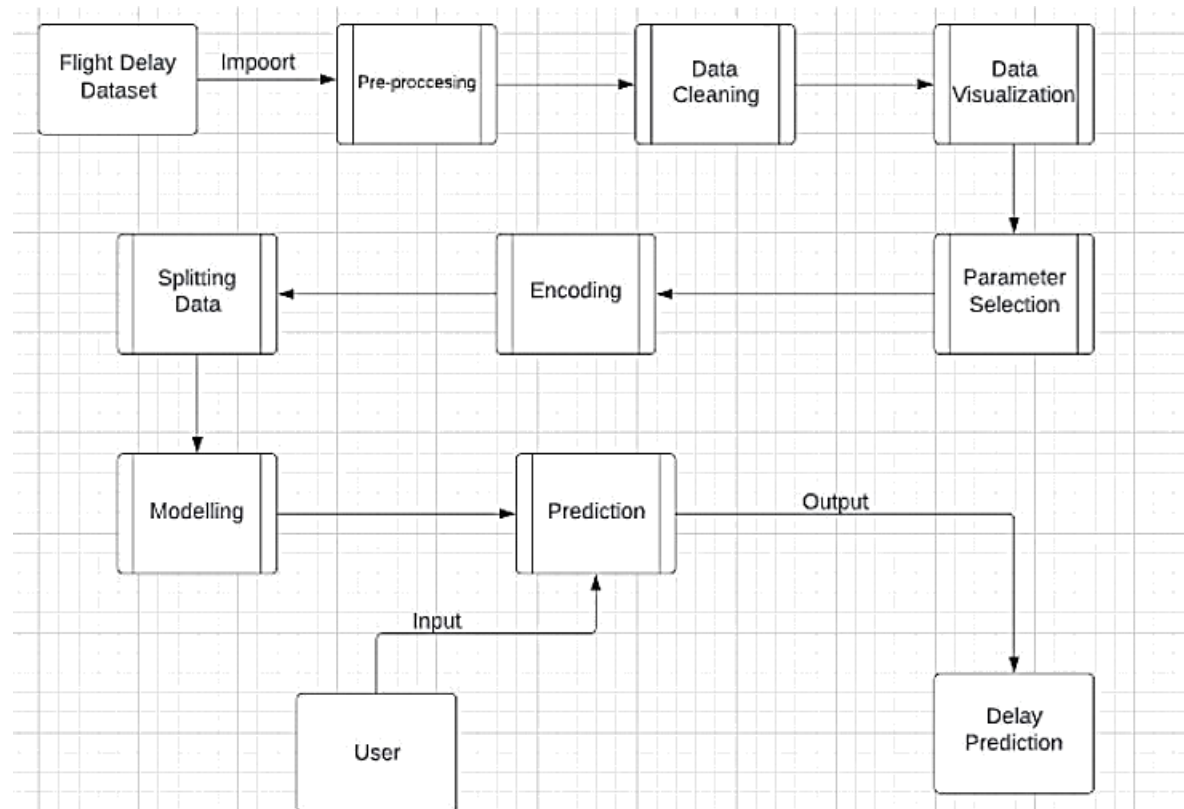 Flight Delay
Dataset
Impoort
Pre-proccesing
Data
Cleaning
Data
Visualization
Splitting
Data
Encoding
Parameter
Selection
Modelling
Prediction
Output
Input
User
Delay
Prediction